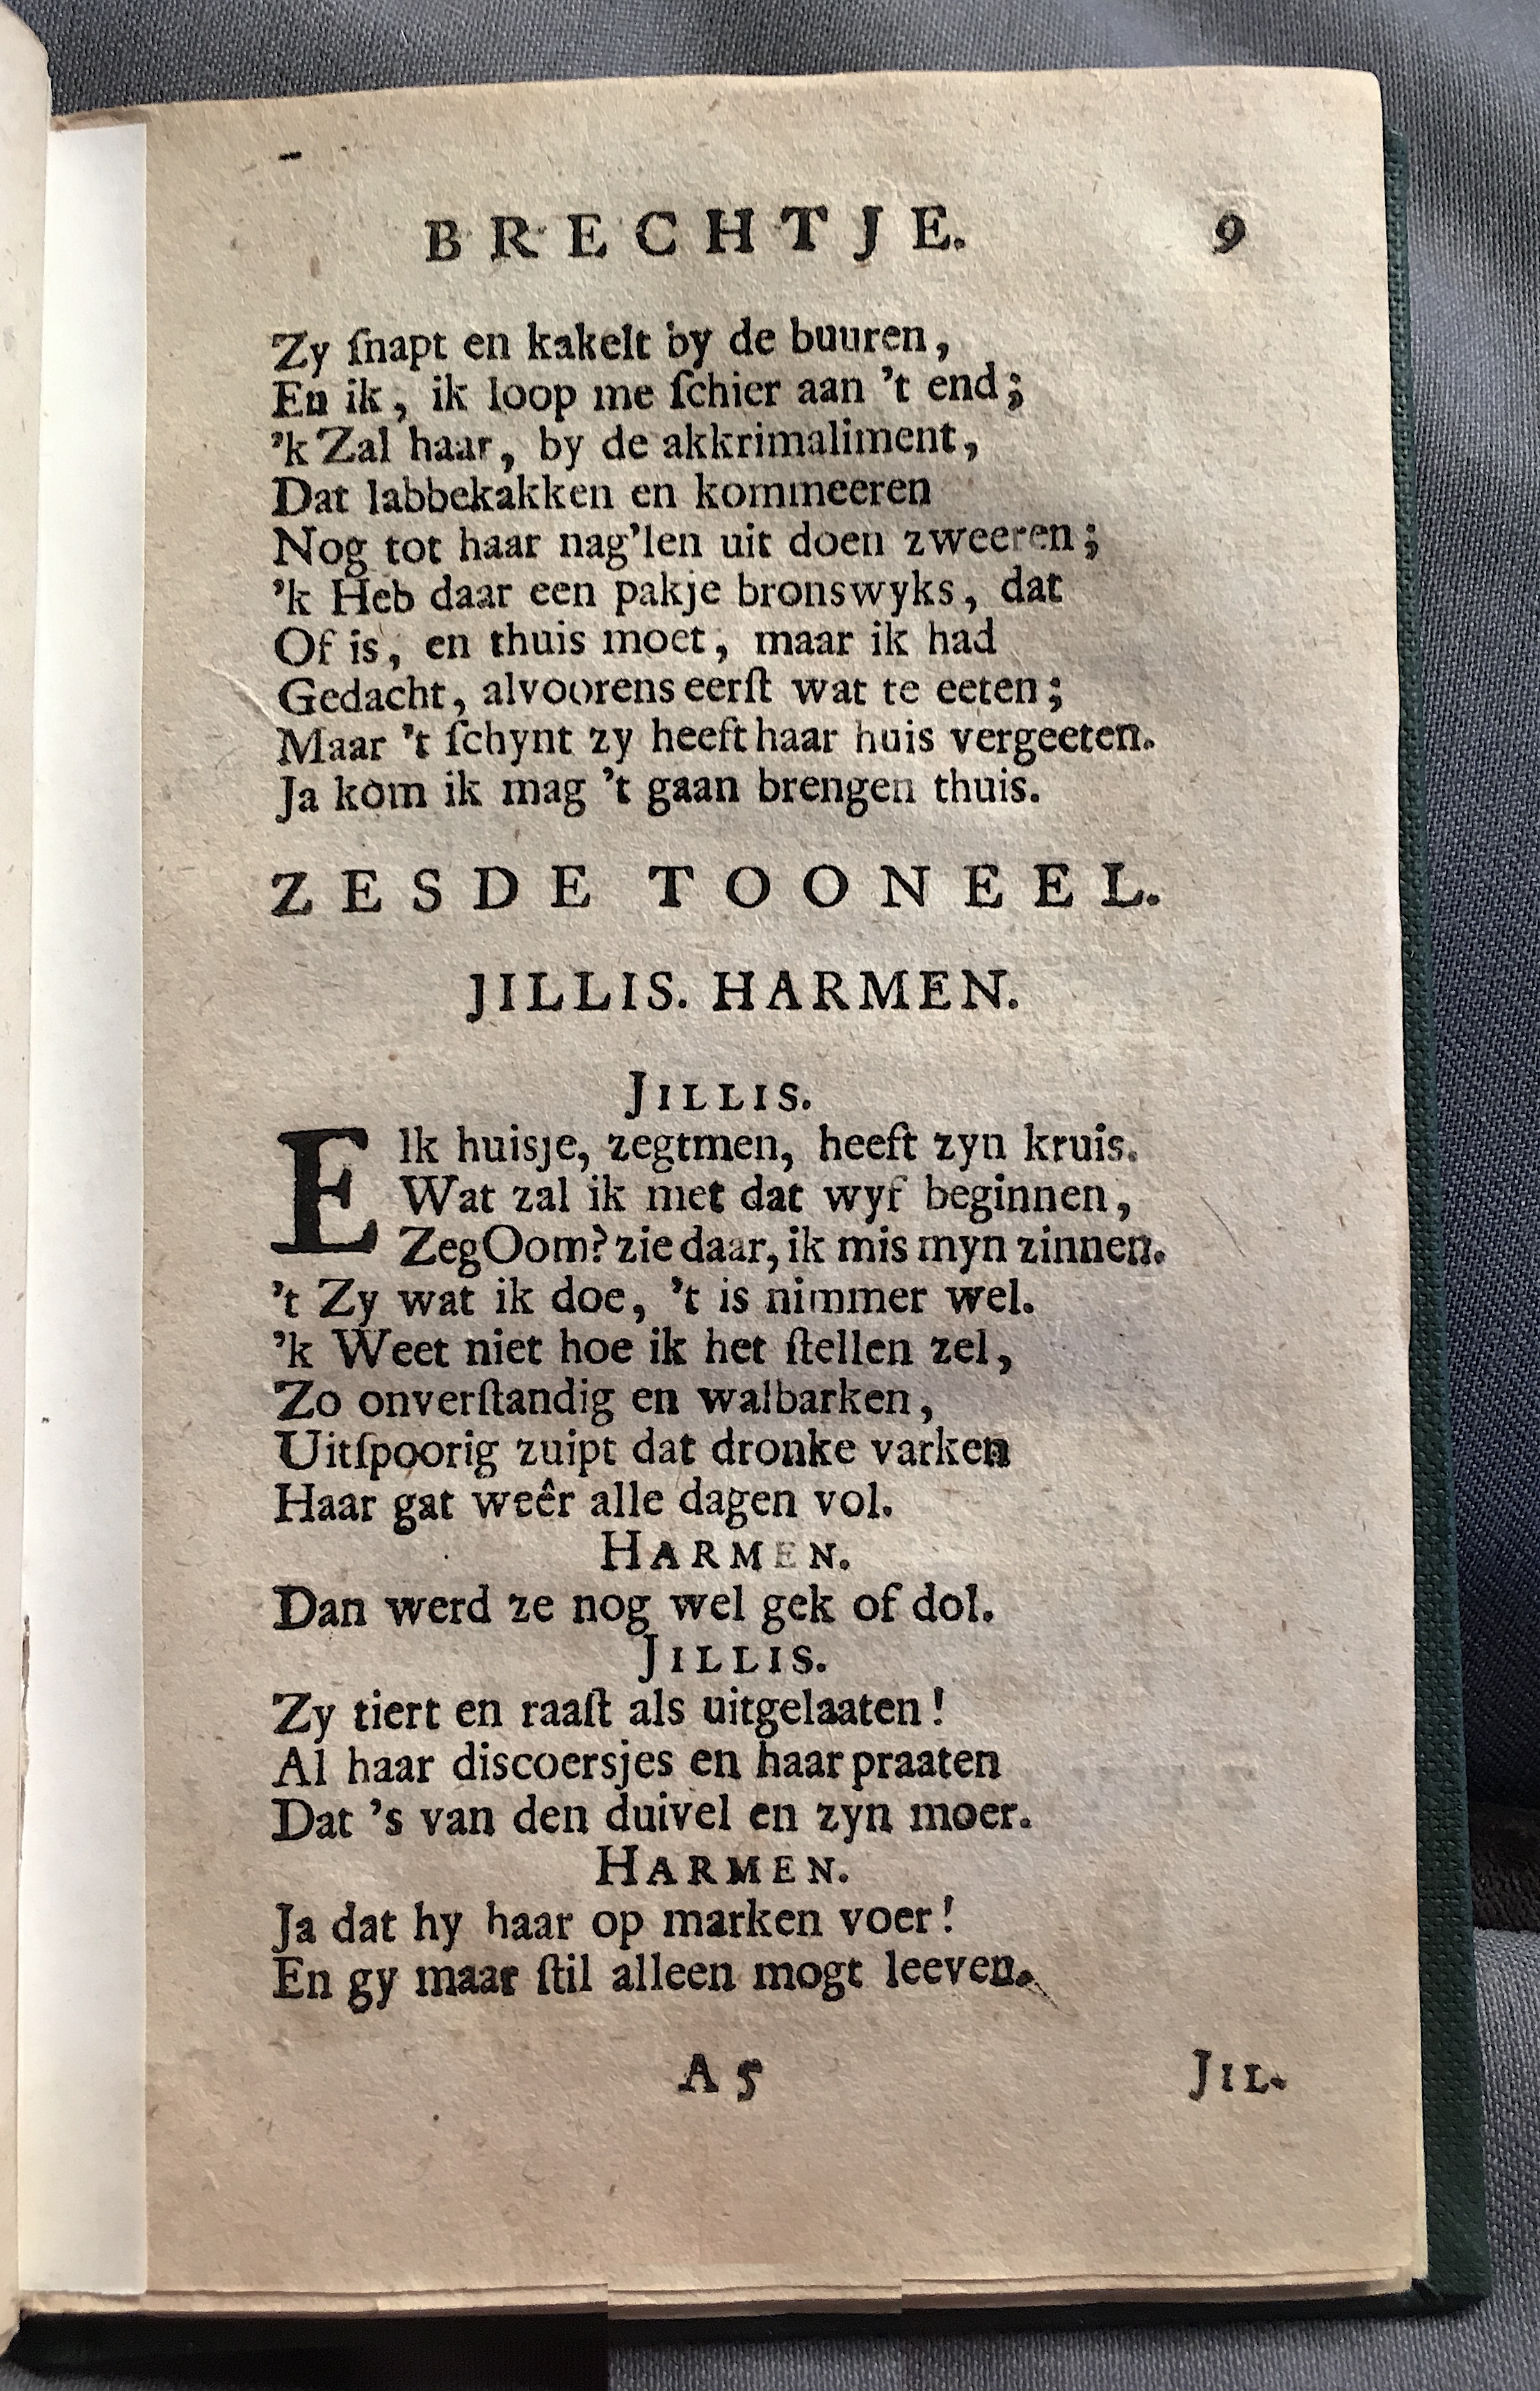 BRECHTJE. 9
Zy ſnapt en kakelt by de buuren,
En ik, ik loop me ſchier aan 't end;
'k Zal haar, by de akkrimaliment,
Dat labbekakken en kommeeren
Nog tot haar nag'len uit doen zweeren;
'k Heb daar een pakje bronswyks, dat
Of is, en thuis moet, maar ik had
Gedacht, alvoorens eerſt wat te eeten;
Maar 't ſchynt zy heeft haar huis vergeeten.
Ja kom ik mag 't gaan brengen thuis.
ZESDE TOONEEL.
JILLIS. HARMEN.
JILLIS.
Elk huisje, zegtmen, heeft zyn kruis.
Wat zal ik met dat wyf beginnen,
Zeg Oom? zie daar, ik mis myn zinnen.
't Zy wat ik doe, 't is nimmer wel.
'k Weet niet hoe ik het ſtellen zel,
Zo onverſtandig en walbarken,
Uitſpoorig zuipt dat dronke varken
Haar gat weêr alle dagen vol.
HARMEN.
Dan werd ze nog wel gek of dol.
JILLIS.
Zy tiert en raaſt als uitgelaaten!
Al haar discoersjes en haar praaten
Dat 's van den duivel en zyn moer.
HARMEN.
Ja dat hy haar op marken voer!
En gy maar ſtil alleen mogt leeven.
A 5 JIL-